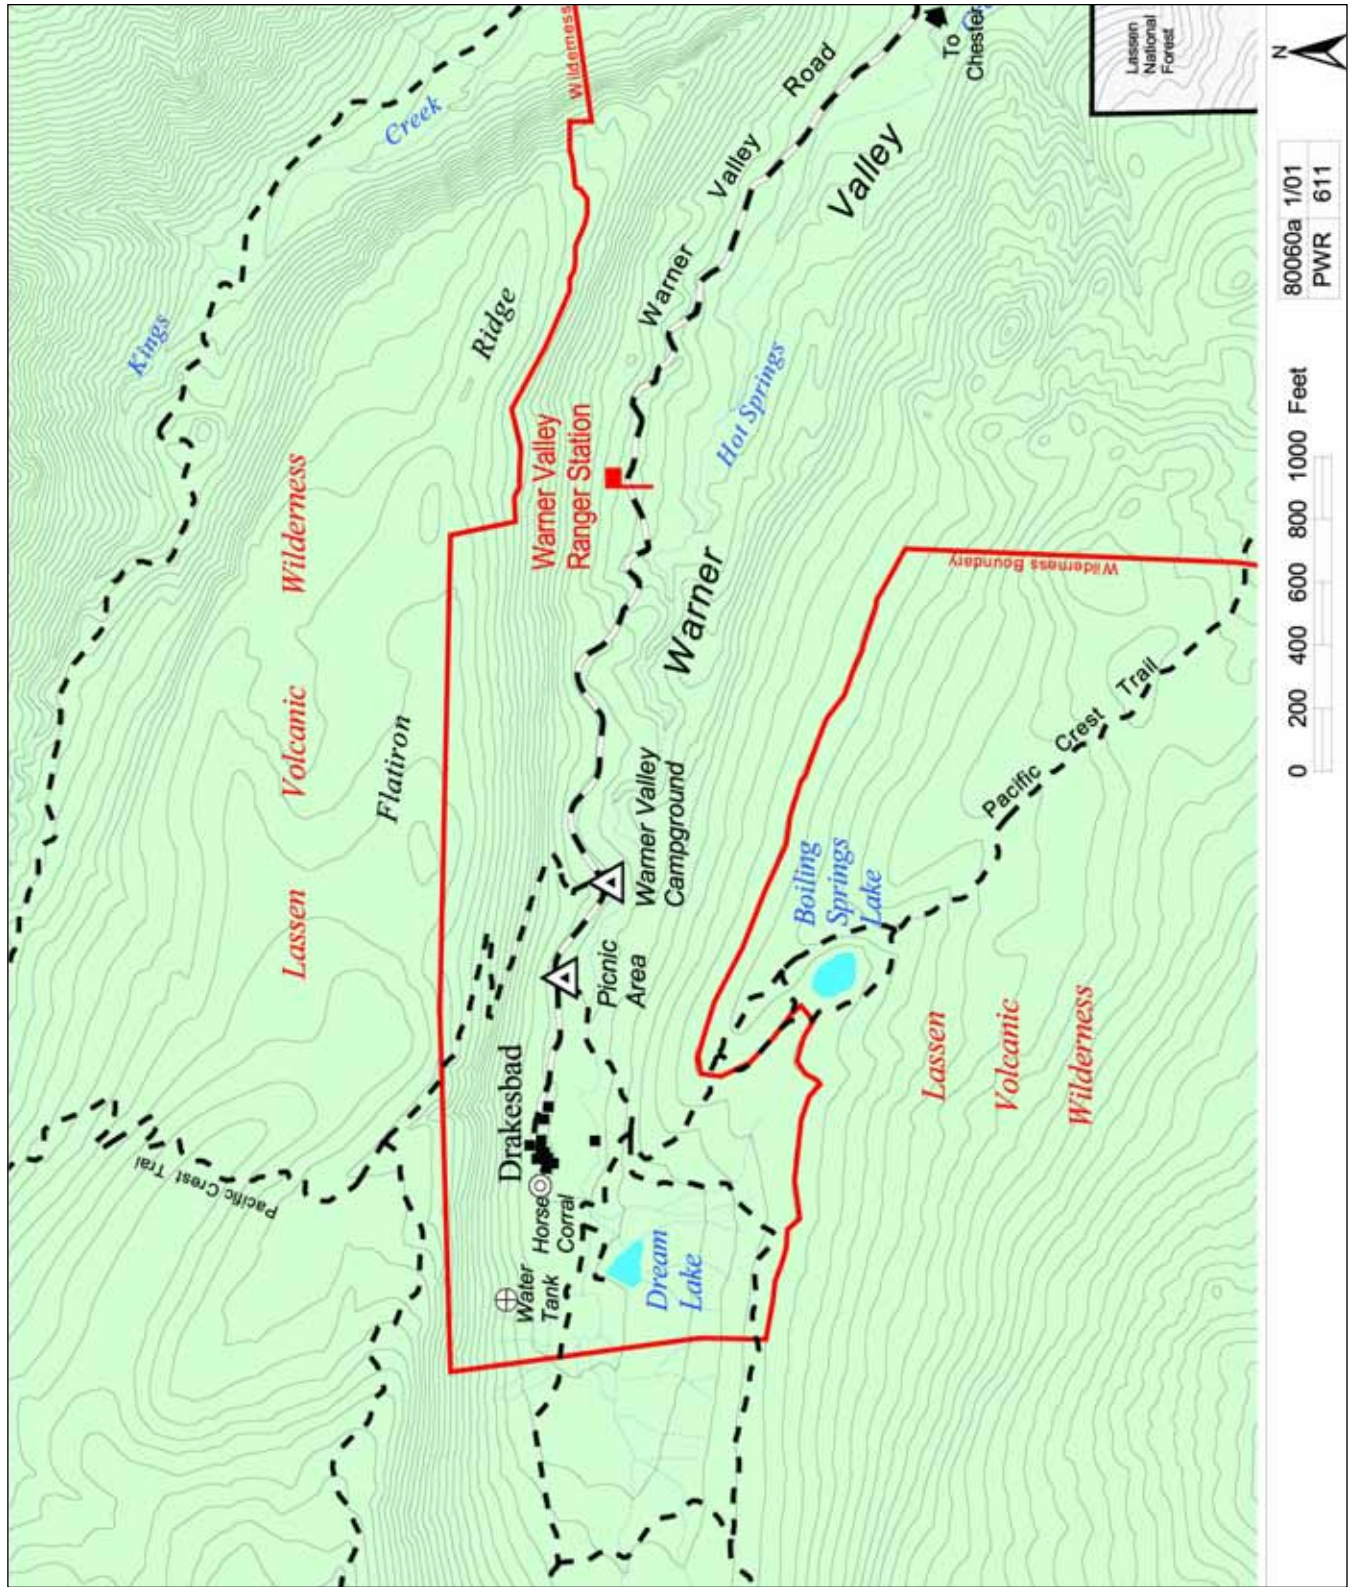 Kings
Creek
Pacific Crest Trai
Lassen Volcanic Wilderness
Flatiron
Ridge
Wilderness
Drakesbad
Water
Tank
Horse
Corral
Picnic
Area
Warner Valley
Campground
Warner Valley
Ranger Station
Dream
Lake
Warner Valley
Hot Springs
Warner Valley Road
Boiling
Springs
Lake
To
Chester
Lassen
Volcanic
Wilderness
Pacific Crest Trail
Wilderness Boundary
Lassen
National
Forest
0 200 400 600 800 1000 Feet
80060a 1/01
PWR 611
N